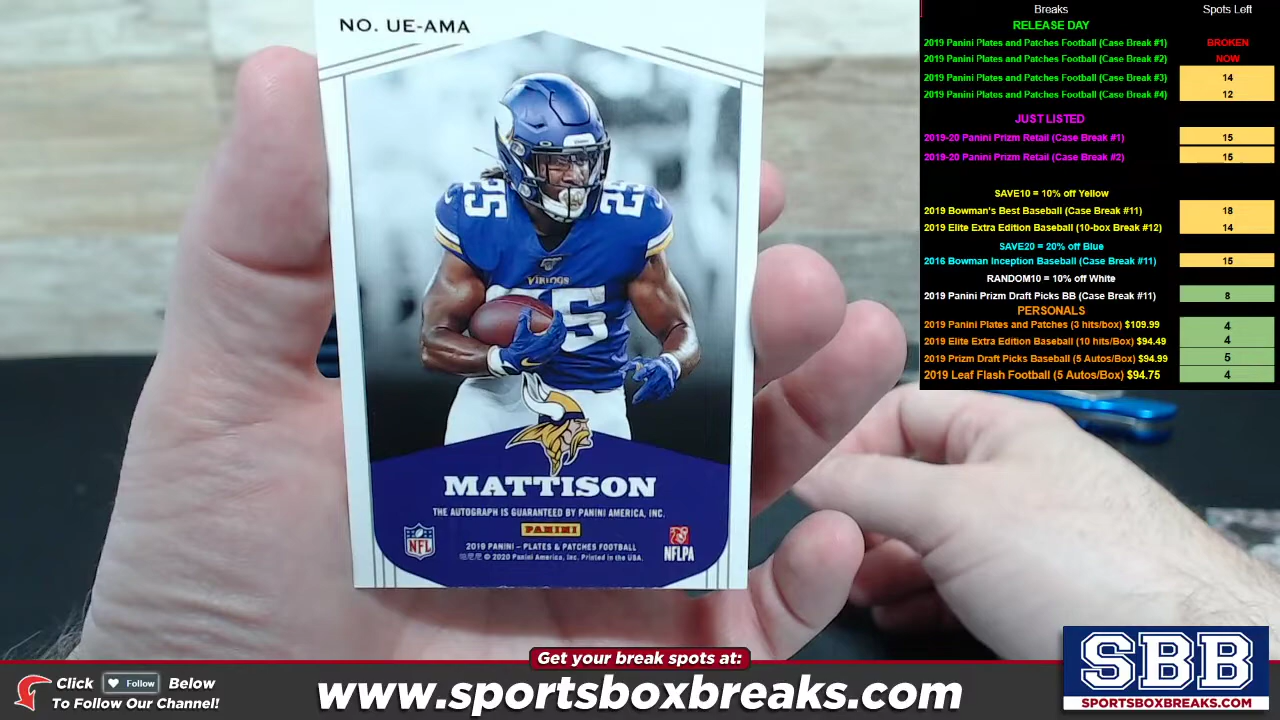 NO. UE-AMA
25
25
VIKINGS
25
MATTISON
THE AUTOGRAPH IS GUARANTEED BY PANINI AMERICA, INC.
PANINI
2019 PANINI – PLATES & PATCHES FOOTBALL
© 2020 Panini America, Inc. Printed in the USA.
NFL
NFLPA
Breaks Spots Left
RELEASE DAY
2019 Panini Plates and Patches Football (Case Break #1) BROKEN
2019 Panini Plates and Patches Football (Case Break #2) NOW
2019 Panini Plates and Patches Football (Case Break #3) 14
2019 Panini Plates and Patches Football (Case Break #4) 12
JUST LISTED
2019-20 Panini Prizm Retail (Case Break #1) 15
2019-20 Panini Prizm Retail (Case Break #2) 15
SAVE10 = 10% off Yellow
2019 Bowman's Best Baseball (Case Break #11) 18
2019 Elite Extra Edition Baseball (10-box Break #12) 14
SAVE20 = 20% off Blue
2016 Bowman Inception Baseball (Case Break #11) 15
RANDOM10 = 10% off White
2019 Panini Prizm Draft Picks BB (Case Break #11) 8
PERSONALS
2019 Panini Plates and Patches (3 hits/box) $109.99 4
2019 Elite Extra Edition Baseball (10 hits/Box) $94.49 4
2019 Prizm Draft Picks Baseball (5 Autos/Box) $94.99 5
2019 Leaf Flash Football (5 Autos/Box) $94.75 4
Get your break spots at:
Click Follow Below
To Follow Our Channel!
www.sportsboxbreaks.com
SBB
SPORTSBOXBREAKS.COM